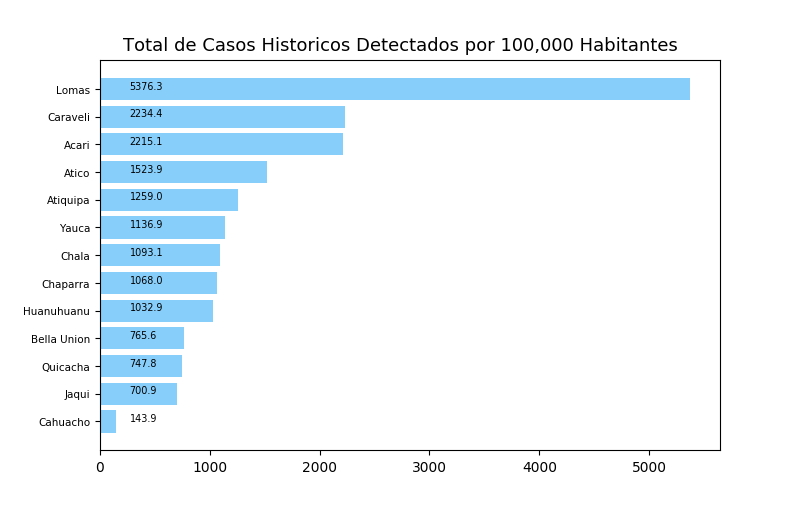 Total de Casos Historicos Detectados por 100,000 Habitantes
Lomas 5376.3
Caraveli 2234.4
Acari 2215.1
Atico 1523.9
Atiquipa 1259.0
Yauca 1136.9
Chala 1093.1
Chaparra 1068.0
Huanuhuanu 1032.9
Bella Union 765.6
Quicacha 747.8
Jaqui 700.9
Cahuacho 143.9
0 1000 2000 3000 4000 5000